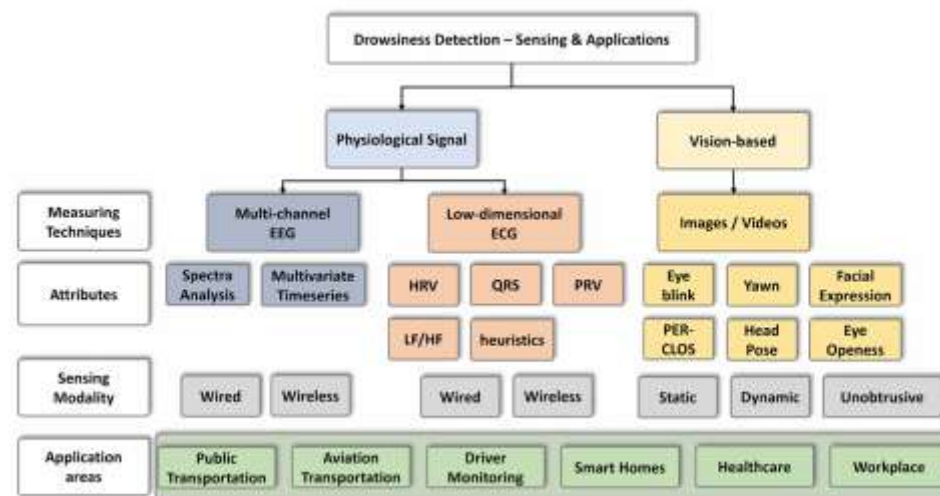 Drowsiness Detection – Sensing & Applications
Physiological Signal
Vision-based
Measuring
Techniques
Multi-channel
EEG
Low-dimensional
ECG
Images / Videos
Attributes
Spectra
Analysis
Multivariate
Timeseries
HRV
QRS
PRV
LF/HF
heuristics
Eye
blink
Yawn
Facial
Expression
PER-
CLOS
Head
Pose
Eye
Openess
Sensing
Modality
Wired
Wireless
Wired
Wireless
Static
Dynamic
Unobtrusive
Application
areas
Public
Transportation
Aviation
Transportation
Driver
Monitoring
Smart Homes
Healthcare
Workplace